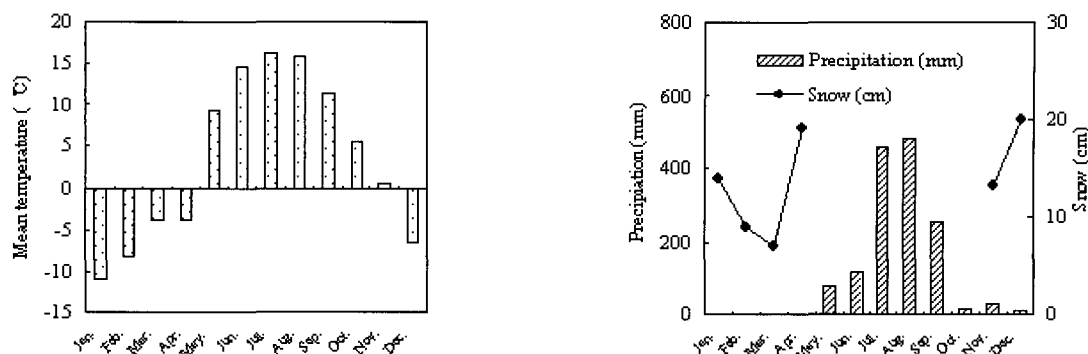 Mean temperature ( ℃)
20
15
10
5
0
-5
-10
-15
Jan. Feb. Mar. Apr. May. Jun. Jul. Aug. Sep. Oct. Nov. Dec.
Precipiation (mm)
800
600
400
200
0
Precipitation (mm)
Snow (cm)
30
20
10
0
Snow (cm)
Jan. Feb. Mar. Apr. May. Jun. Jul. Aug. Sep. Oct. Nov. Dec.